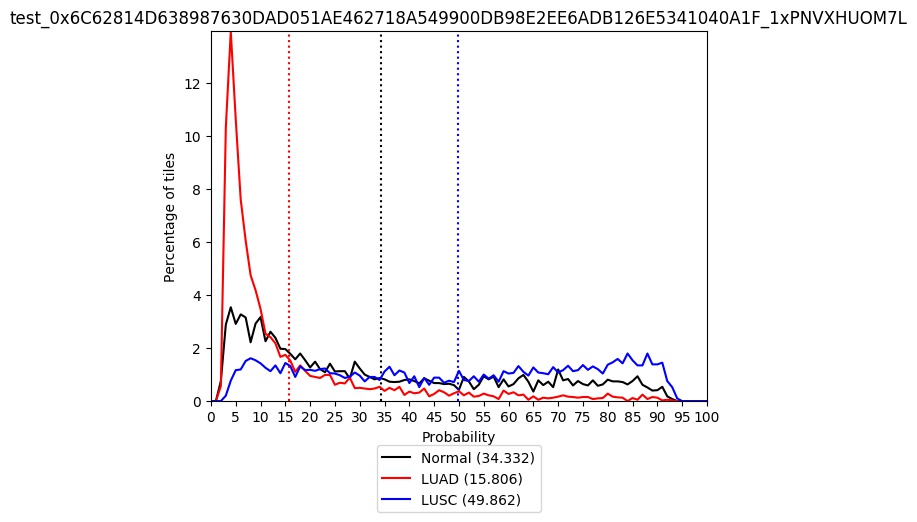 test_0x6C62814D638987630DAD051AE462718A549900DB98E2EE6ADB126E5341040A1F_1xPNVXHUOM7L
12
10
8
6
4
2
0
Percentage of tiles
0 5 10 15 20 25 30 35 40 45 50 55 60 65 70 75 80 85 90 95 100
Probability
Normal (34.332)
LUAD (15.806)
LUSC (49.862)